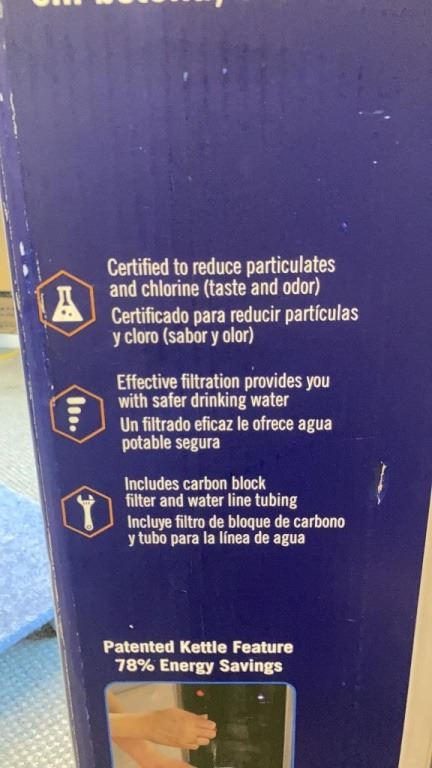 Certified to reduce particulates
and chlorine (taste and odor)
Certificado para reducir partículas
y cloro (sabor y olor)
Effective filtration provides you
with safer drinking water
Un filtrado eficaz le ofrece agua
potable segura
Includes carbon block
filter and water line tubing
Incluye filtro de bloque de carbono
y tubo para la línea de agua
Patented Kettle Feature
78% Energy Savings